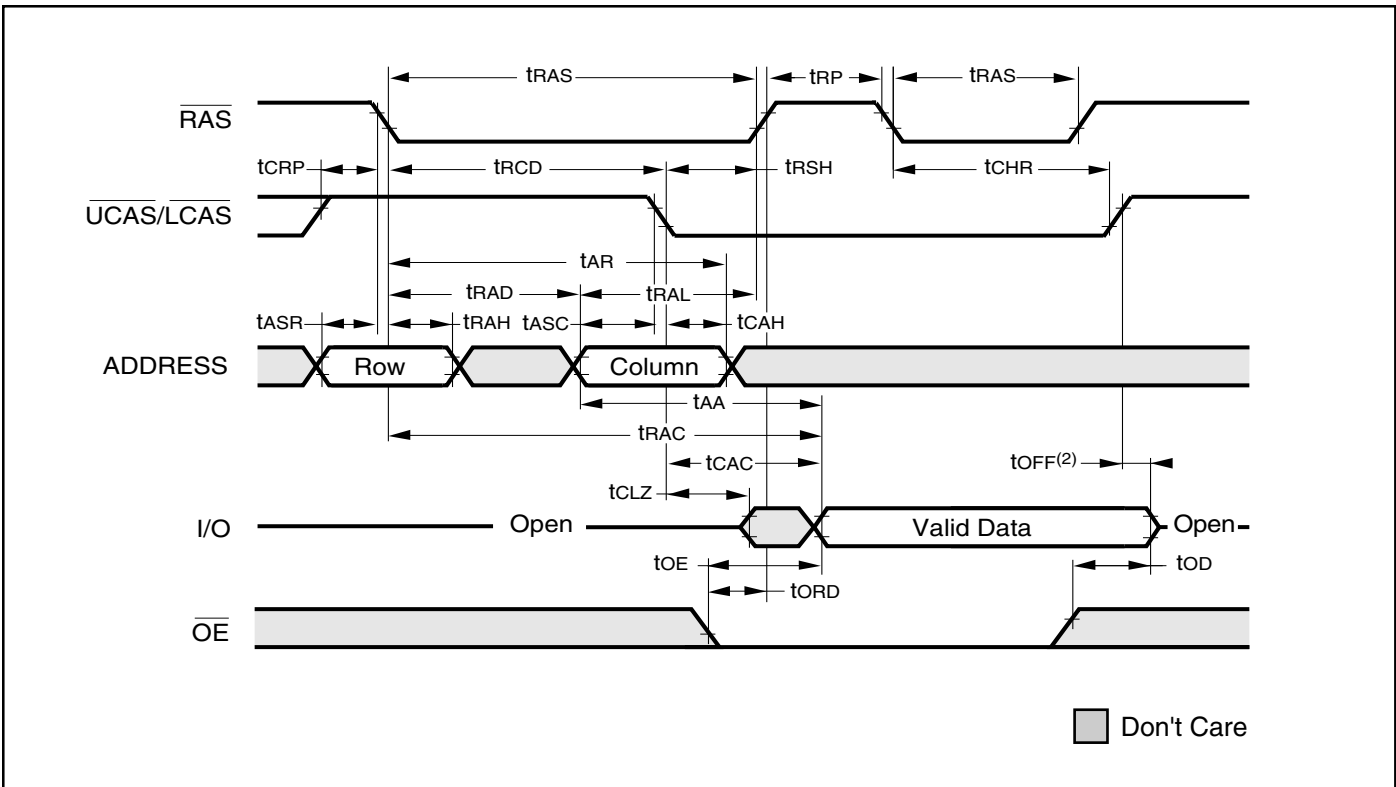 tRAS tRP tRAS
RAS
tCRP tRCD tRSH tCHR
UCAS/LCAS
tAR
tRAD tRAL
tASR tRAH tASC tCAH
ADDRESS Row Column
tAA
tRAC
tCAC tOFF(2)
tCLZ
I/O Open Valid Data Open
tOE tOD
tORD
OE
Don't Care